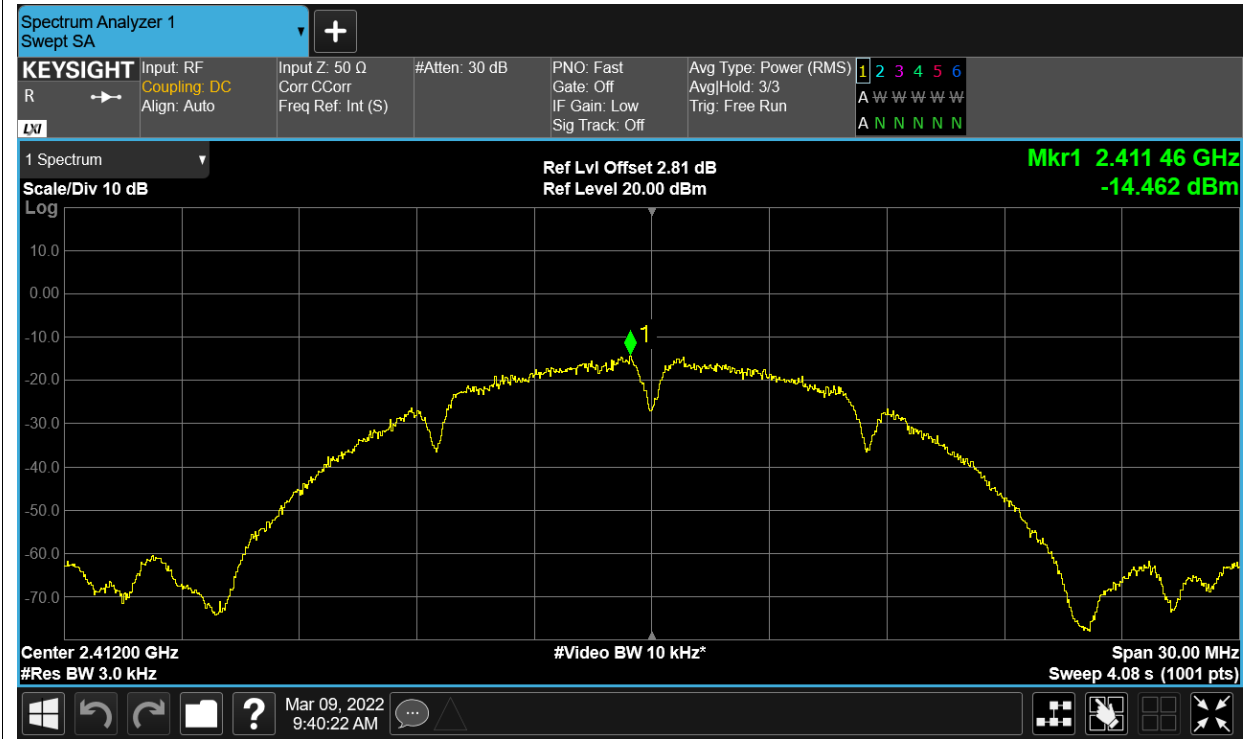 Spectrum Analyzer 1
Swept SA
KEYSIGHT
R
LXI
Input: RF
Coupling: DC
Align: Auto
Input Z: 50 Ω
Corr CCorr
Freq Ref: Int (S)
#Atten: 30 dB
PNO: Fast
Gate: Off
IF Gain: Low
Sig Track: Off
Avg Type: Power (RMS)
Avg|Hold: 3/3
Trig: Free Run
1 2 3 4 5 6
A W W W W W
A N N N N N
1 Spectrum
Scale/Div 10 dB
Log
Ref Lvl Offset 2.81 dB
Ref Level 20.00 dBm
Mkr1 2.411 46 GHz
-14.462 dBm
10.0
0.00
-10.0
-20.0
-30.0
-40.0
-50.0
-60.0
-70.0
1
Center 2.41200 GHz
#Res BW 3.0 kHz
#Video BW 10 kHz*
Span 30.00 MHz
Sweep 4.08 s (1001 pts)
?
Mar 09, 2022
9:40:22 AM